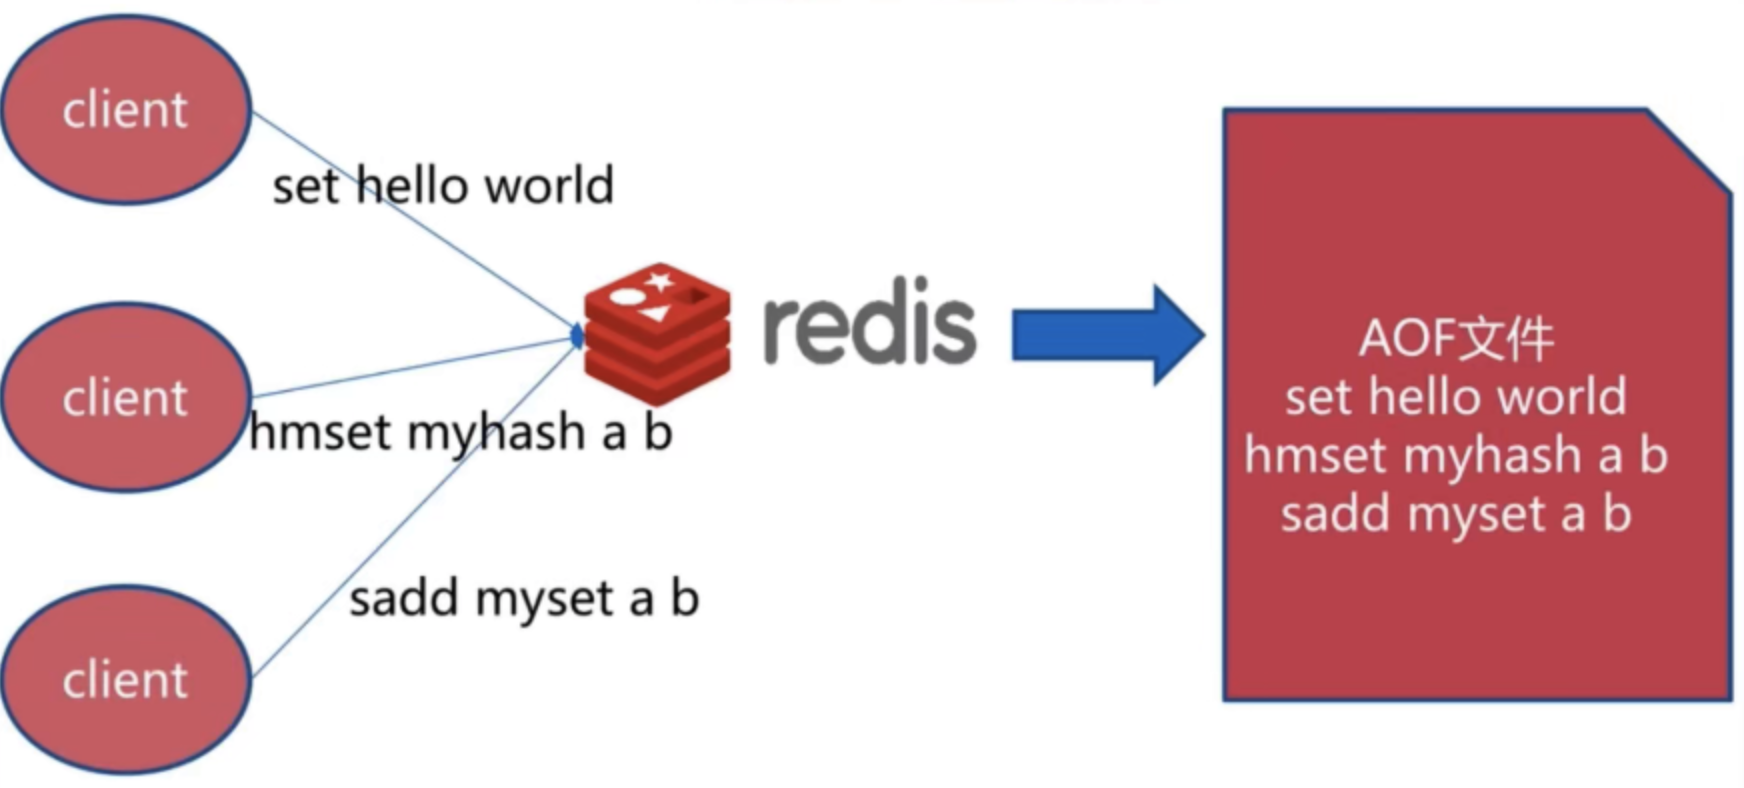 client
set hello world
client
hmset myhash a b
client
sadd myset a b
redis
AOF文件
set hello world
hmset myhash a b
sadd myset a b